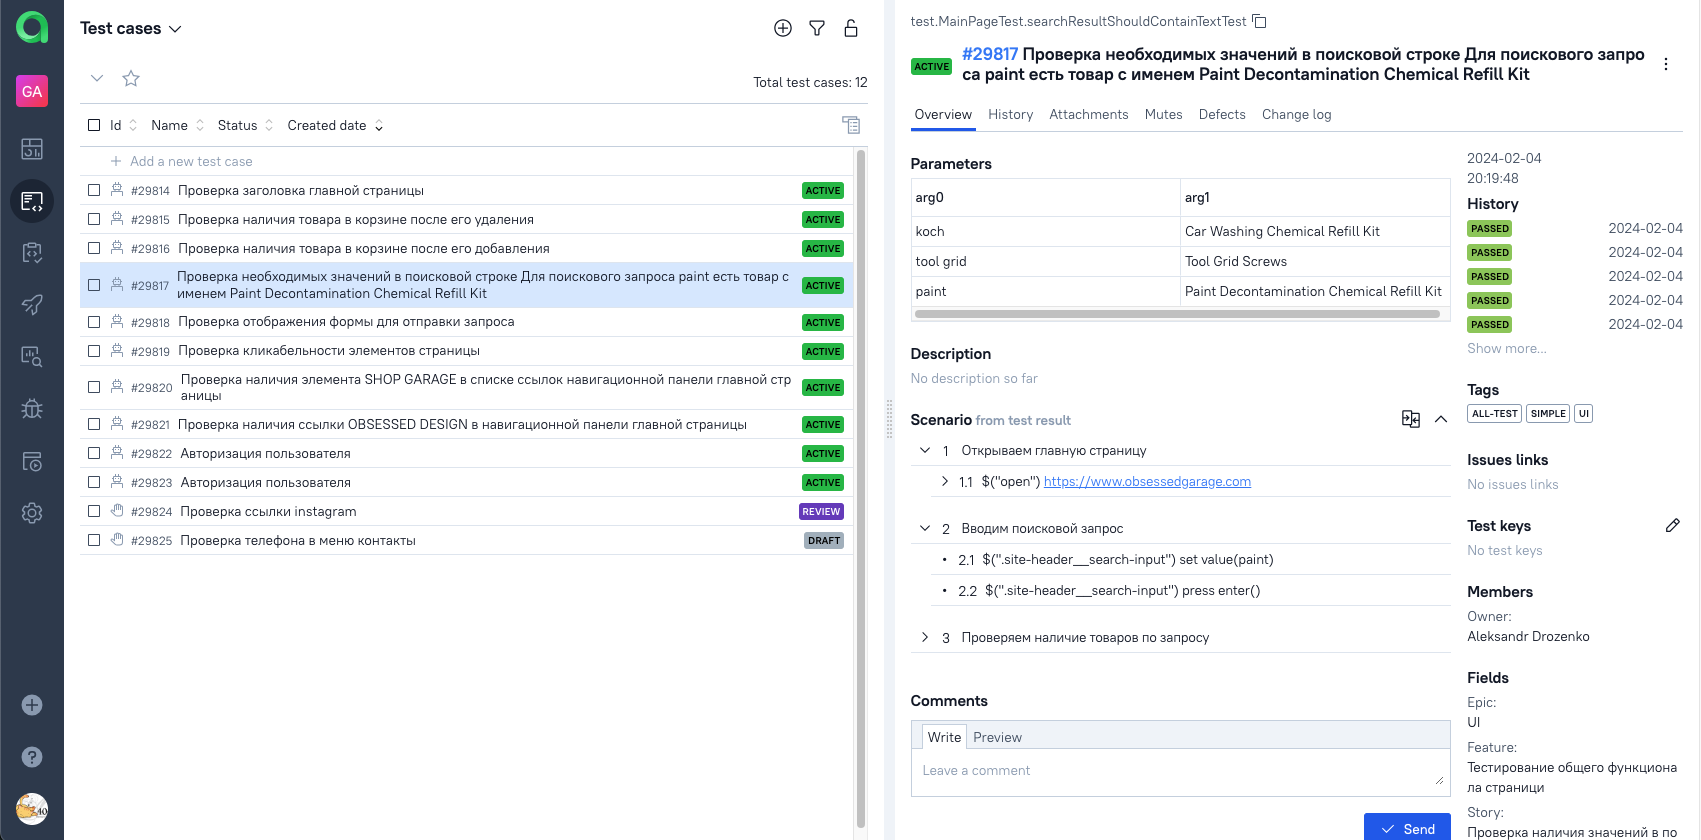 GA
Test cases
Total test cases: 12
Id Name Status Created date
Add a new test case
#29814 Проверка заголовка главной страницы ACTIVE
#29815 Проверка наличия товара в корзине после его удаления ACTIVE
#29816 Проверка наличия товара в корзине после его добавления ACTIVE
#29817 Проверка необходимых значений в поисковой строке Для поискового запроса paint есть товар с
именем Paint Decontamination Chemical Refill Kit ACTIVE
#29818 Проверка отображения формы для отправки запроса ACTIVE
#29819 Проверка кликабельности элементов страницы ACTIVE
#29820 Проверка наличия элемента SHOP GARAGE в списке ссылок навигационной панели главной стр
аницы ACTIVE
#29821 Проверка наличия ссылки OBSESSED DESIGN в навигационной панели главной страницы ACTIVE
#29822 Авторизация пользователя ACTIVE
#29823 Авторизация пользователя ACTIVE
#29824 Проверка ссылки instagram REVIEW
#29825 Проверка телефона в меню контакты DRAFT
test.MainPageTest.searchResultShouldContainTextTest
ACTIVE #29817 Проверка необходимых значений в поисковой строке Для поискового запро
са paint есть товар с именем Paint Decontamination Chemical Refill Kit
Overview History Attachments Mutes Defects Change log
Parameters
arg0 arg1
koch Car Washing Chemical Refill Kit
tool grid Tool Grid Screws
paint Paint Decontamination Chemical Refill Kit
Description
No description so far
Scenario from test result
1 Открываем главную страницу
1.1 $("open") https://www.obsessedgarage.com
2 Вводим поисковой запрос
• 2.1 $(".site-header__search-input") set value(paint)
• 2.2 $(".site-header__search-input") press enter()
3 Проверяем наличие товаров по запросу
Comments
Write Preview
Leave a comment
Send
2024-02-04
20:19:48
History
PASSED 2024-02-04
PASSED 2024-02-04
PASSED 2024-02-04
PASSED 2024-02-04
PASSED 2024-02-04
Show more...
Tags
ALL-TEST SIMPLE UI
Issues links
No issues links
Test keys
No test keys
Members
Owner:
Aleksandr Drozenko
Fields
Epic:
UI
Feature:
Тестирование общего функциона
ла страници
Story:
Проверка наличия значений в по